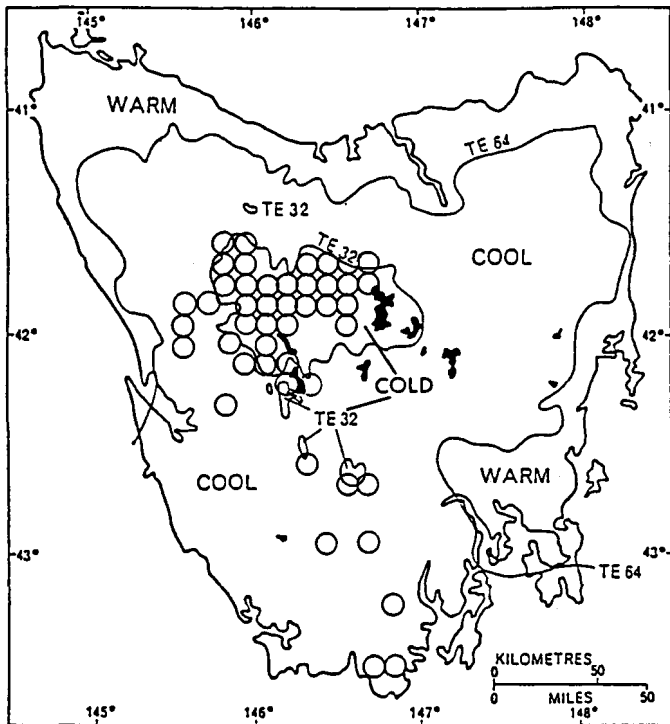 145° 146° 147° 148°
41° 41°
WARM
TE 64
TE 32
TE 32
COOL
42° 42°
COLD
TE 32
COOL
WARM
43° 43°
TE 64
KILOMETRES
0 50
0 50
MILES
145° 146° 147° 148°